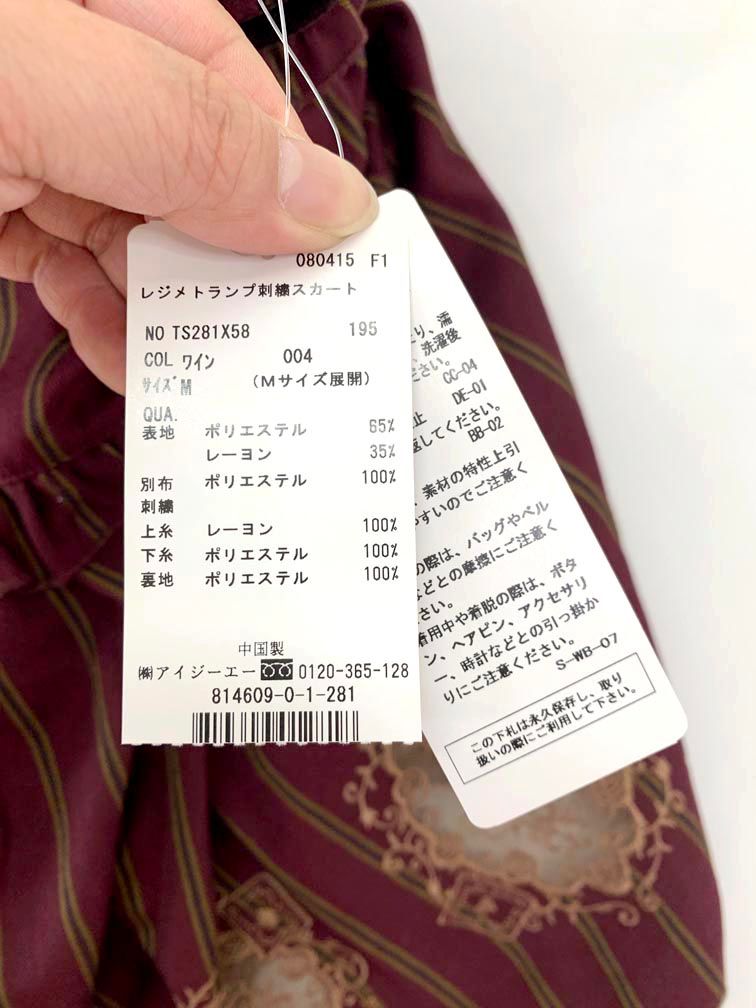 080415 F1
レジメトランプ刺繍スカート
NO TS281X58 195
COL ワイン 004
サイズ M (Mサイズ展開)
QUA.
表地 ポリエステル 65%
レーヨン 35%
別布 ポリエステル 100%
刺繍
上糸 レーヨン 100%
下糸 ポリエステル 100%
裏地 ポリエステル 100%
中国製
㈱アイジーエー 0120-365-128
814609-0-1-281
り、濡
、洗濯後
ださい。
CC-04
止 DE-01
返してください。
BB-02
、素材の特性上引
やすいのでご注意く
の際は、バッグやベル
などとの摩擦にご注意く
さい。
着用中や着脱の際は、ボタ
ン、ヘアピン、アクセサリ
ー、時計などとの引っ掛か
りにご注意ください。
S-WB-07
この下札は永久保存し、取り
扱いの際にご利用して下さい。